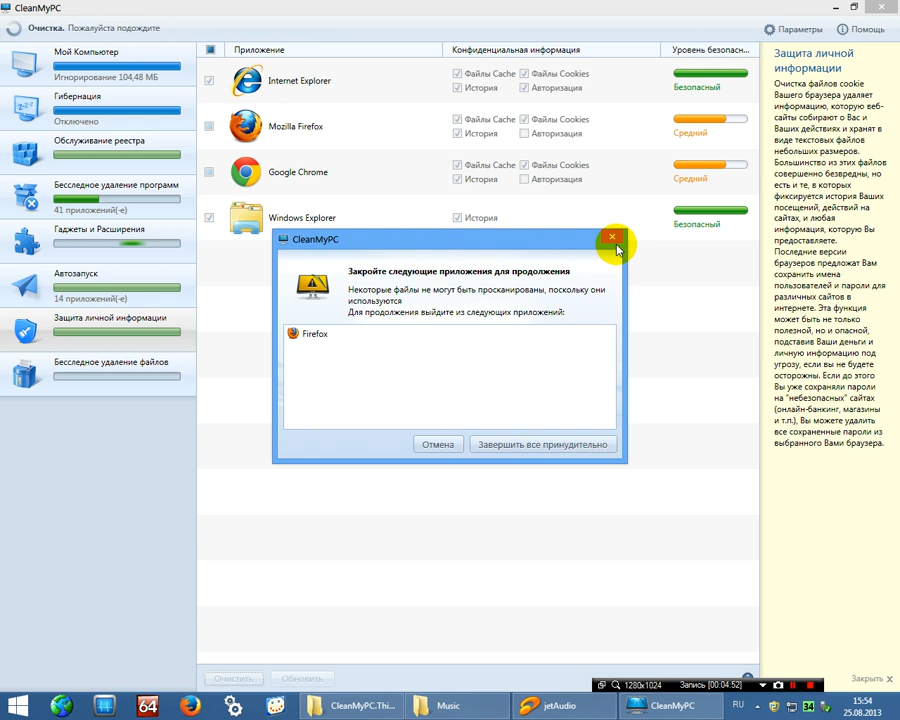 CleanMyPC
Очистка. Пожалуйста подождите
Параметры
Помощь
Мой Компьютер
Игнорирование 104,48 МБ
Гибернация
Отключено
Обслуживание реестра
Бесследное удаление программ
41 приложений(-е)
Гаджеты и Расширения
Автозапуск
14 приложений(-е)
Защита личной информации
Бесследное удаление файлов
Приложение
Конфиденциальная информация
Уровень безопасн...
Internet Explorer
Файлы Cache
Файлы Cookies
История
Авторизация
Безопасный
Mozilla Firefox
Файлы Cache
Файлы Cookies
История
Авторизация
Средний
Google Chrome
Файлы Cache
Файлы Cookies
История
Авторизация
Средний
Windows Explorer
История
Безопасный
CleanMyPC
Закройте следующие приложения для продолжения
Некоторые файлы не могут быть просканированы, поскольку они
используются
Для продолжения выйдите из следующих приложений:
Firefox
Отмена
Завершить все принудительно
Защита личной
информации
Очистка файлов cookie
Вашего браузера удаляет
информацию, которую веб-
сайты собирают о Вас и
Ваших действиях и хранят в
виде текстовых файлов
небольших размеров.
Большинство из этих файлов
совершенно безвредны, но
есть и те, в которых
фиксируется история Ваших
посещений, действий на
сайтах, и любая
информация, которую Вы
предоставляете.
Последние версии
браузеров предложат Вам
сохранить имена
пользователей и пароли для
различных сайтов в
интернете. Эта функция
может быть не только
полезной, но и опасной,
подставив Ваши деньги и
личную информацию под
угрозу, если вы не будете
осторожны. Если до этого
Вы уже сохраняли пароли
на "небезопасных" сайтах
(онлайн-банкинг, магазины
и т.п.), Вы можете удалить
все сохраненные пароли из
выбранного Вами браузера.
Очистить
Обновить
Закрыть x
1280x1024
Запись [00:04:52]
64
CleanMyPC.Thi...
Music
jetAudio
CleanMyPC
RU
34
15:54
25.08.2013